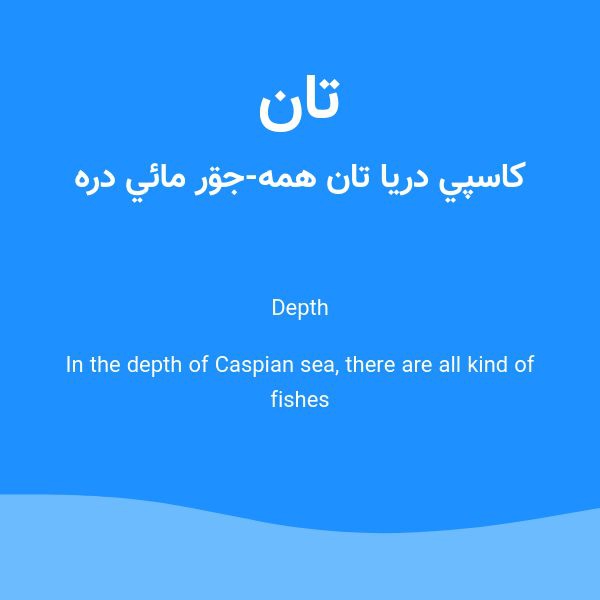 تان
کاسپي دريا تان همه-جۊر مائي دره
Depth
In the depth of Caspian sea, there are all kind of
fishes